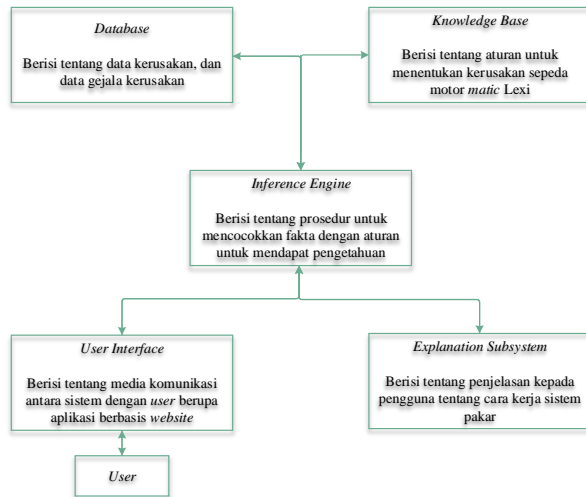 Database
Berisi tentang data kerusakan, dan
data gejala kerusakan
Knowledge Base
Berisi tentang aturan untuk
menentukan kerusakan sepeda
motor matic Lexi
Inference Engine
Berisi tentang prosedur untuk
mencocokkan fakta dengan aturan
untuk mendapat pengetahuan
User Interface
Berisi tentang media komunikasi
antara sistem dengan user berupa
aplikasi berbasis website
Explanation Subsystem
Berisi tentang penjelasan kepada
pengguna tentang cara kerja sistem
pakar
User